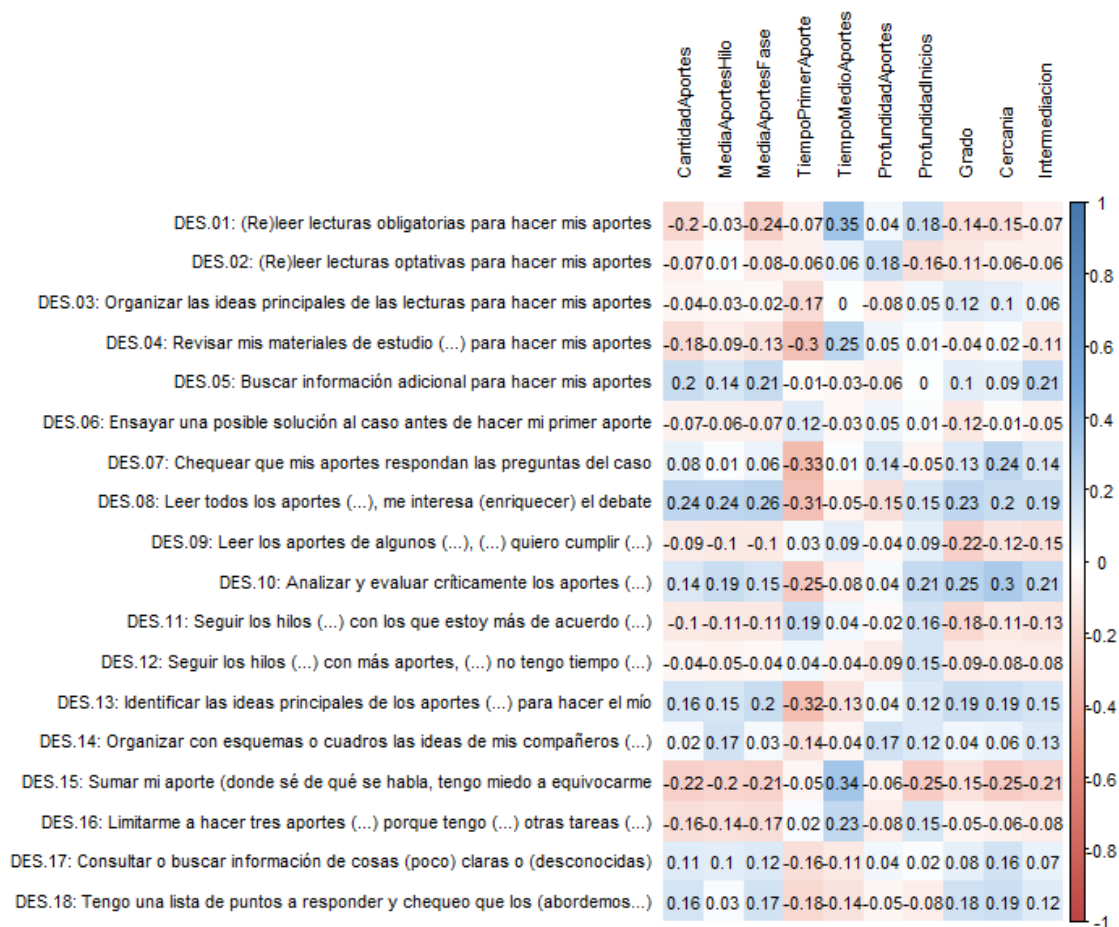 CantidadAportes
MediaAportesHilo
MediaAportesFase
TiempoPrimerAporte
TiempoMedioAportes
ProfundidadAportes
ProfundidadInicios
Grado
Cercania
Intermediacion
DES.01: (Re)leer lecturas obligatorias para hacer mis aportes -0.2 -0.03 -0.24 -0.07 0.35 0.04 0.18 -0.14 -0.15 -0.07
DES.02: (Re)leer lecturas optativas para hacer mis aportes -0.07 0.01 -0.08 -0.06 0.06 0.18 -0.16 -0.11 -0.06 -0.06
DES.03: Organizar las ideas principales de las lecturas para hacer mis aportes -0.04 -0.03 -0.02 -0.17 0 -0.08 0.05 0.12 0.1 0.06
DES.04: Revisar mis materiales de estudio (...) para hacer mis aportes -0.18 -0.09 -0.13 -0.3 0.25 0.05 0.01 -0.04 0.02 -0.11
DES.05: Buscar información adicional para hacer mis aportes 0.2 0.14 0.21 -0.01 -0.03 -0.06 0 0.1 0.09 0.21
DES.06: Ensayar una posible solución al caso antes de hacer mi primer aporte -0.07 -0.06 -0.07 0.12 -0.03 0.05 0.01 -0.12 -0.01 -0.05
DES.07: Chequear que mis aportes respondan las preguntas del caso 0.08 0.01 0.06 -0.33 0.01 0.14 -0.05 0.13 0.24 0.14
DES.08: Leer todos los aportes (...), me interesa (enriquecer) el debate 0.24 0.24 0.26 -0.31 -0.05 -0.15 0.15 0.23 0.2 0.19
DES.09: Leer los aportes de algunos (...), (...) quiero cumplir (...) -0.09 -0.1 -0.1 0.03 0.09 -0.04 0.09 -0.22 -0.12 -0.15
DES.10: Analizar y evaluar críticamente los aportes (...) 0.14 0.19 0.15 -0.25 -0.08 0.04 0.21 0.25 0.3 0.21
DES.11: Seguir los hilos (...) con los que estoy más de acuerdo (...) -0.1 -0.11 -0.11 0.19 0.04 -0.02 0.16 -0.18 -0.11 -0.13
DES.12: Seguir los hilos (...) con más aportes, (...) no tengo tiempo (...) -0.04 -0.05 -0.04 0.04 -0.04 -0.09 0.15 -0.09 -0.08 -0.08
DES.13: Identificar las ideas principales de los aportes (...) para hacer el mío 0.16 0.15 0.2 -0.32 -0.13 0.04 0.12 0.19 0.19 0.15
DES.14: Organizar con esquemas o cuadros las ideas de mis compañeros (...) 0.02 0.17 0.03 -0.14 -0.04 0.17 0.12 0.04 0.06 0.13
DES.15: Sumar mi aporte (donde sé de qué se habla, tengo miedo a equivocarme -0.22 -0.2 -0.21 -0.05 0.34 -0.06 -0.25 -0.15 -0.25 -0.21
DES.16: Limitarme a hacer tres aportes (...) porque tengo (...) otras tareas (...) -0.16 -0.14 -0.17 0.02 0.23 -0.08 0.15 -0.05 -0.06 -0.08
DES.17: Consultar o buscar información de cosas (poco) claras o (desconocidas) 0.11 0.1 0.12 -0.16 -0.11 0.04 0.02 0.08 0.16 0.07
DES.18: Tengo una lista de puntos a responder y chequeo que los (abordemos...) 0.16 0.03 0.17 -0.18 -0.14 -0.05 -0.08 0.18 0.19 0.12
1
0.8
0.6
0.4
0.2
0
-0.2
-0.4
-0.6
-0.8
-1